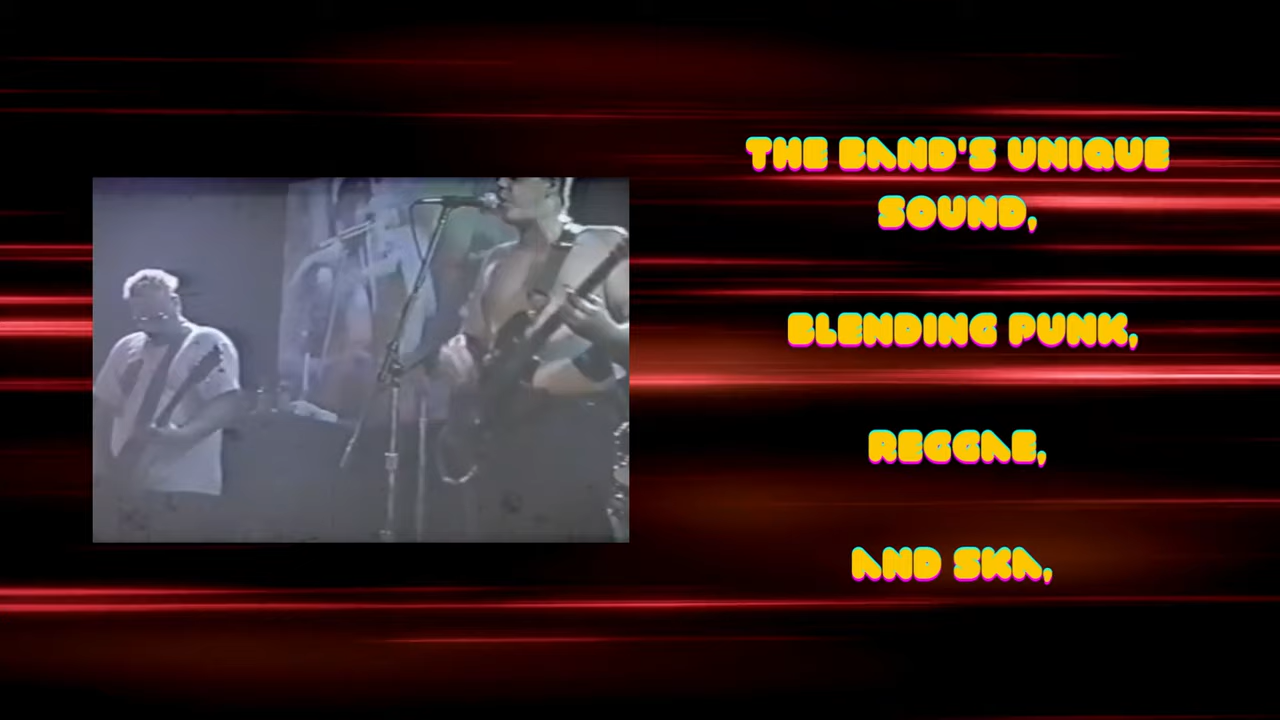 THE BAND'S UNIQUE
SOUND,
BLENDING PUNK,
REGGAE,
AND SKA,